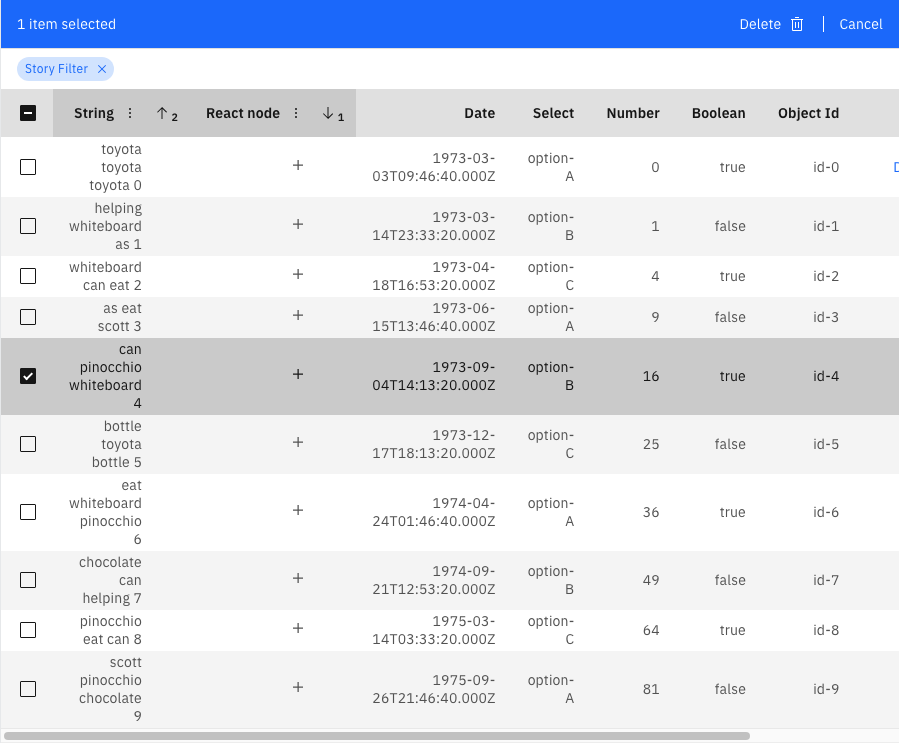 1 item selected
Delete
Cancel
Story Filter
String
2
React node
1
Date
Select
Number
Boolean
Object Id
toyota
toyota
toyota 0
1973-03-
03T09:46:40.000Z
option-
A
0
true
id-0
D
helping
whiteboard
as 1
1973-03-
14T23:33:20.000Z
option-
B
1
false
id-1
whiteboard
can eat 2
1973-04-
18T16:53:20.000Z
option-
C
4
true
id-2
as eat
scott 3
1973-06-
15T13:46:40.000Z
option-
A
9
false
id-3
can
pinocchio
whiteboard
4
1973-09-
04T14:13:20.000Z
option-
B
16
true
id-4
bottle
toyota
bottle 5
1973-12-
17T18:13:20.000Z
option-
C
25
false
id-5
eat
whiteboard
pinocchio
6
1974-04-
24T01:46:40.000Z
option-
A
36
true
id-6
chocolate
can
helping 7
1974-09-
21T12:53:20.000Z
option-
B
49
false
id-7
pinocchio
eat can 8
1975-03-
14T03:33:20.000Z
option-
C
64
true
id-8
scott
pinocchio
chocolate
9
1975-09-
26T21:46:40.000Z
option-
A
81
false
id-9